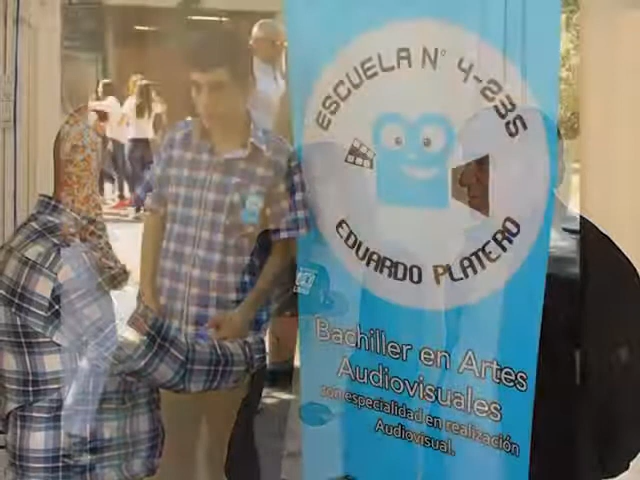 ESCUELA N° 4-235
EDUARDO PLATERO
Bachiller en Artes
Audiovisuales
con especialidad en realización
Audiovisual.